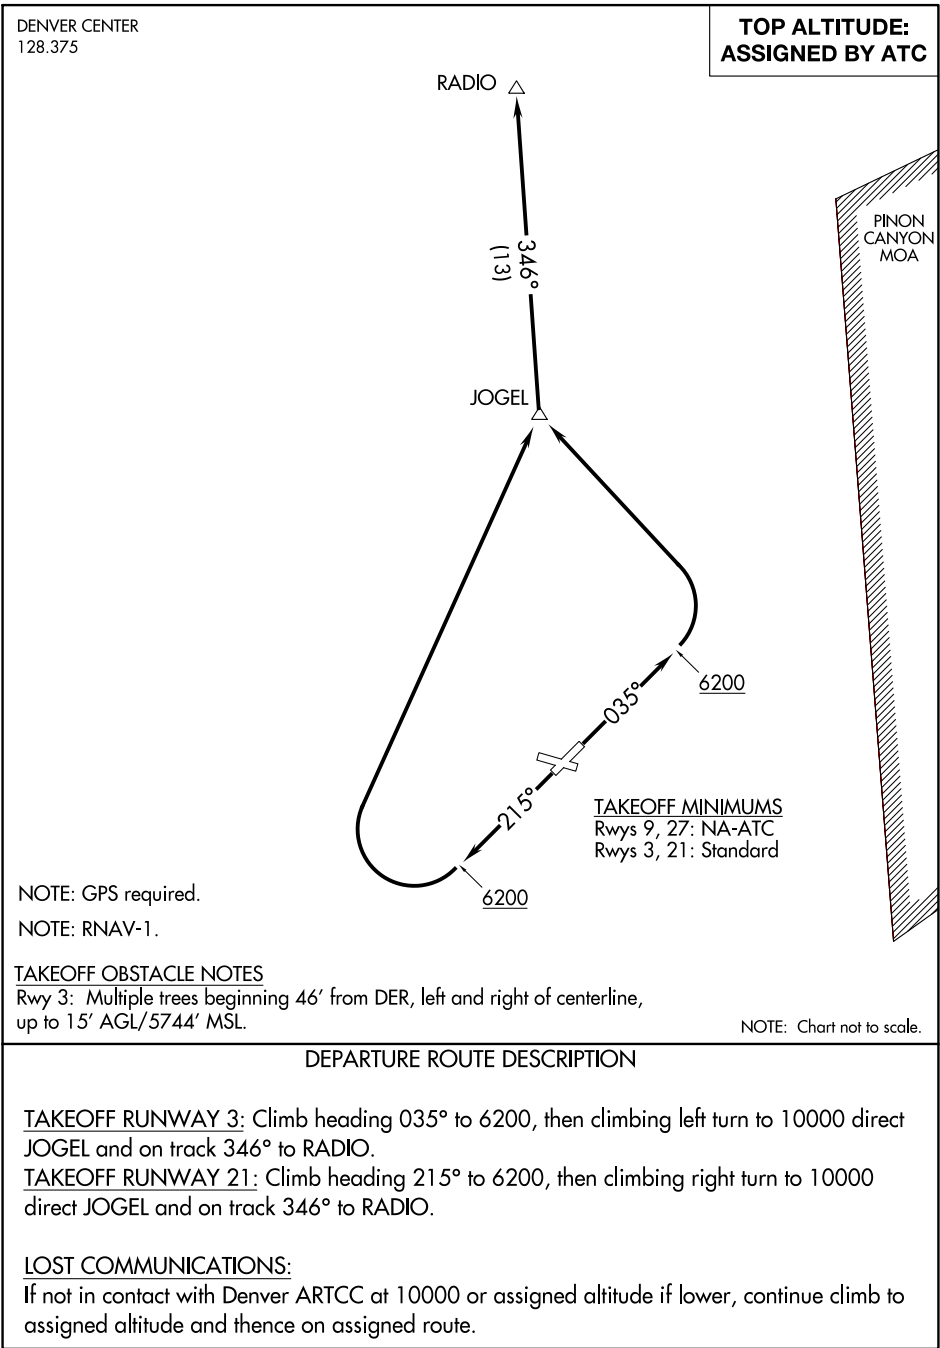 DENVER CENTER
128.375
TOP ALTITUDE:
ASSIGNED BY ATC
RADIO
PINON
CANYON
MOA
346°
(13)
JOGEL
6200
035°
215°
TAKEOFF MINIMUMS
Rwys 9, 27: NA-ATC
Rwys 3, 21: Standard
6200
NOTE: GPS required.
NOTE: RNAV-1.
TAKEOFF OBSTACLE NOTES
Rwy 3: Multiple trees beginning 46' from DER, left and right of centerline,
up to 15' AGL/5744' MSL.
NOTE: Chart not to scale.
DEPARTURE ROUTE DESCRIPTION
TAKEOFF RUNWAY 3: Climb heading 035° to 6200, then climbing left turn to 10000 direct
JOGEL and on track 346° to RADIO.
TAKEOFF RUNWAY 21: Climb heading 215° to 6200, then climbing right turn to 10000
direct JOGEL and on track 346° to RADIO.
LOST COMMUNICATIONS:
If not in contact with Denver ARTCC at 10000 or assigned altitude if lower, continue climb to
assigned altitude and thence on assigned route.